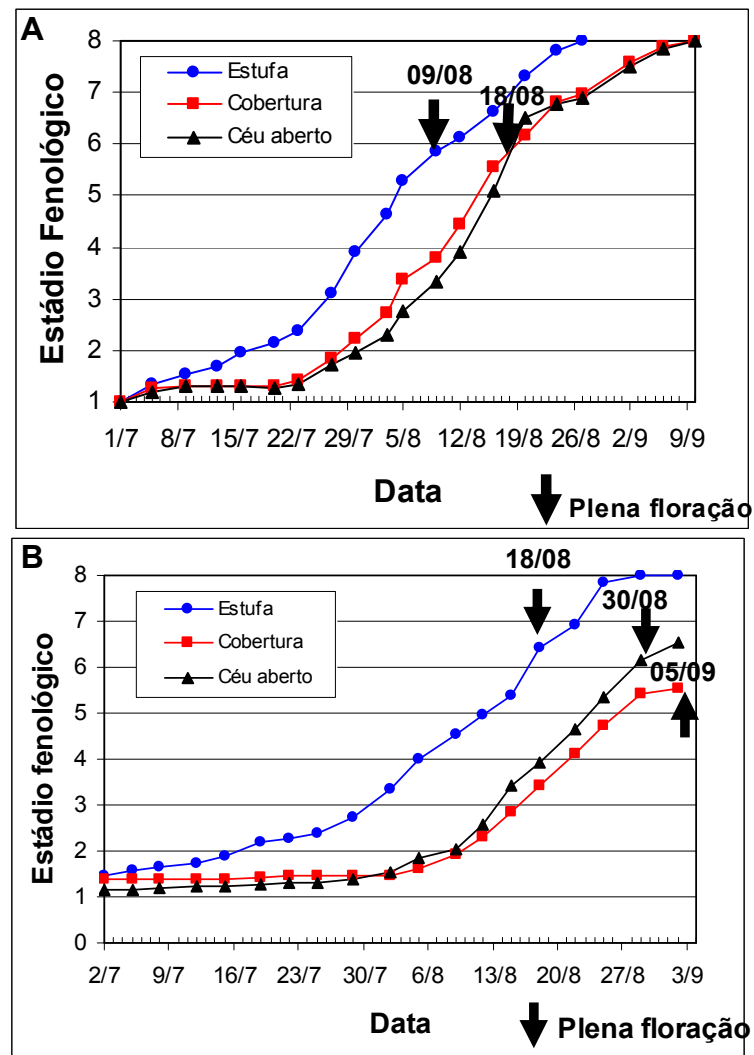 A
Estádio Fenológico
8
7
6
5
4
3
2
1
Estufa
Cobertura
Céu aberto
09/08
18/08
1/7 8/7 15/7 22/7 29/7 5/8 12/8 19/8 26/8 2/9 9/9
Data
Plena floração
B
Estádio fenológico
8
7
6
5
4
3
2
1
0
Estufa
Cobertura
Céu aberto
18/08
30/08
05/09
2/7 9/7 16/7 23/7 30/7 6/8 13/8 20/8 27/8 3/9
Data
Plena floração